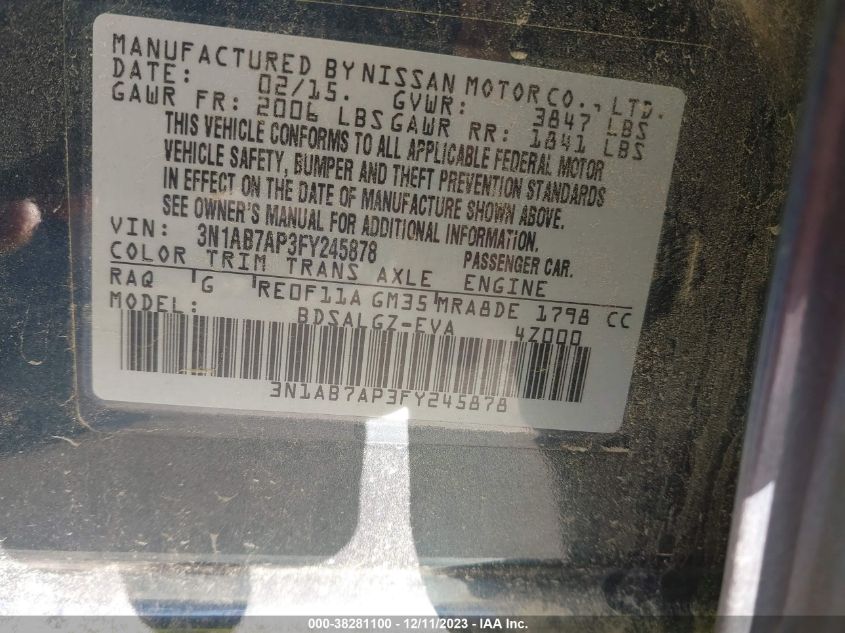 MANUFACTURED BY NISSAN MOTOR CO., LTD.
DATE: 02/15. GVWR: 3847 LBS
GAWR FR: 2006 LBS GAWR RR: 1841 LBS
THIS VEHICLE CONFORMS TO ALL APPLICABLE FEDERAL MOTOR
VEHICLE SAFETY, BUMPER AND THEFT PREVENTION STANDARDS
IN EFFECT ON THE DATE OF MANUFACTURE SHOWN ABOVE.
SEE OWNER'S MANUAL FOR ADDITIONAL INFORMATION.
VIN: 3N1AB7AP3FY245878 PASSENGER CAR.
COLOR TRIM TRANS AXLE ENGINE
RAQ G RE0F11A GM35 MRA8DE 1798 CC
MODEL: BDSALGZ-EVA 4Z000
3N1AB7AP3FY245878
000-38281100 - 12/11/2023 - IAA Inc.